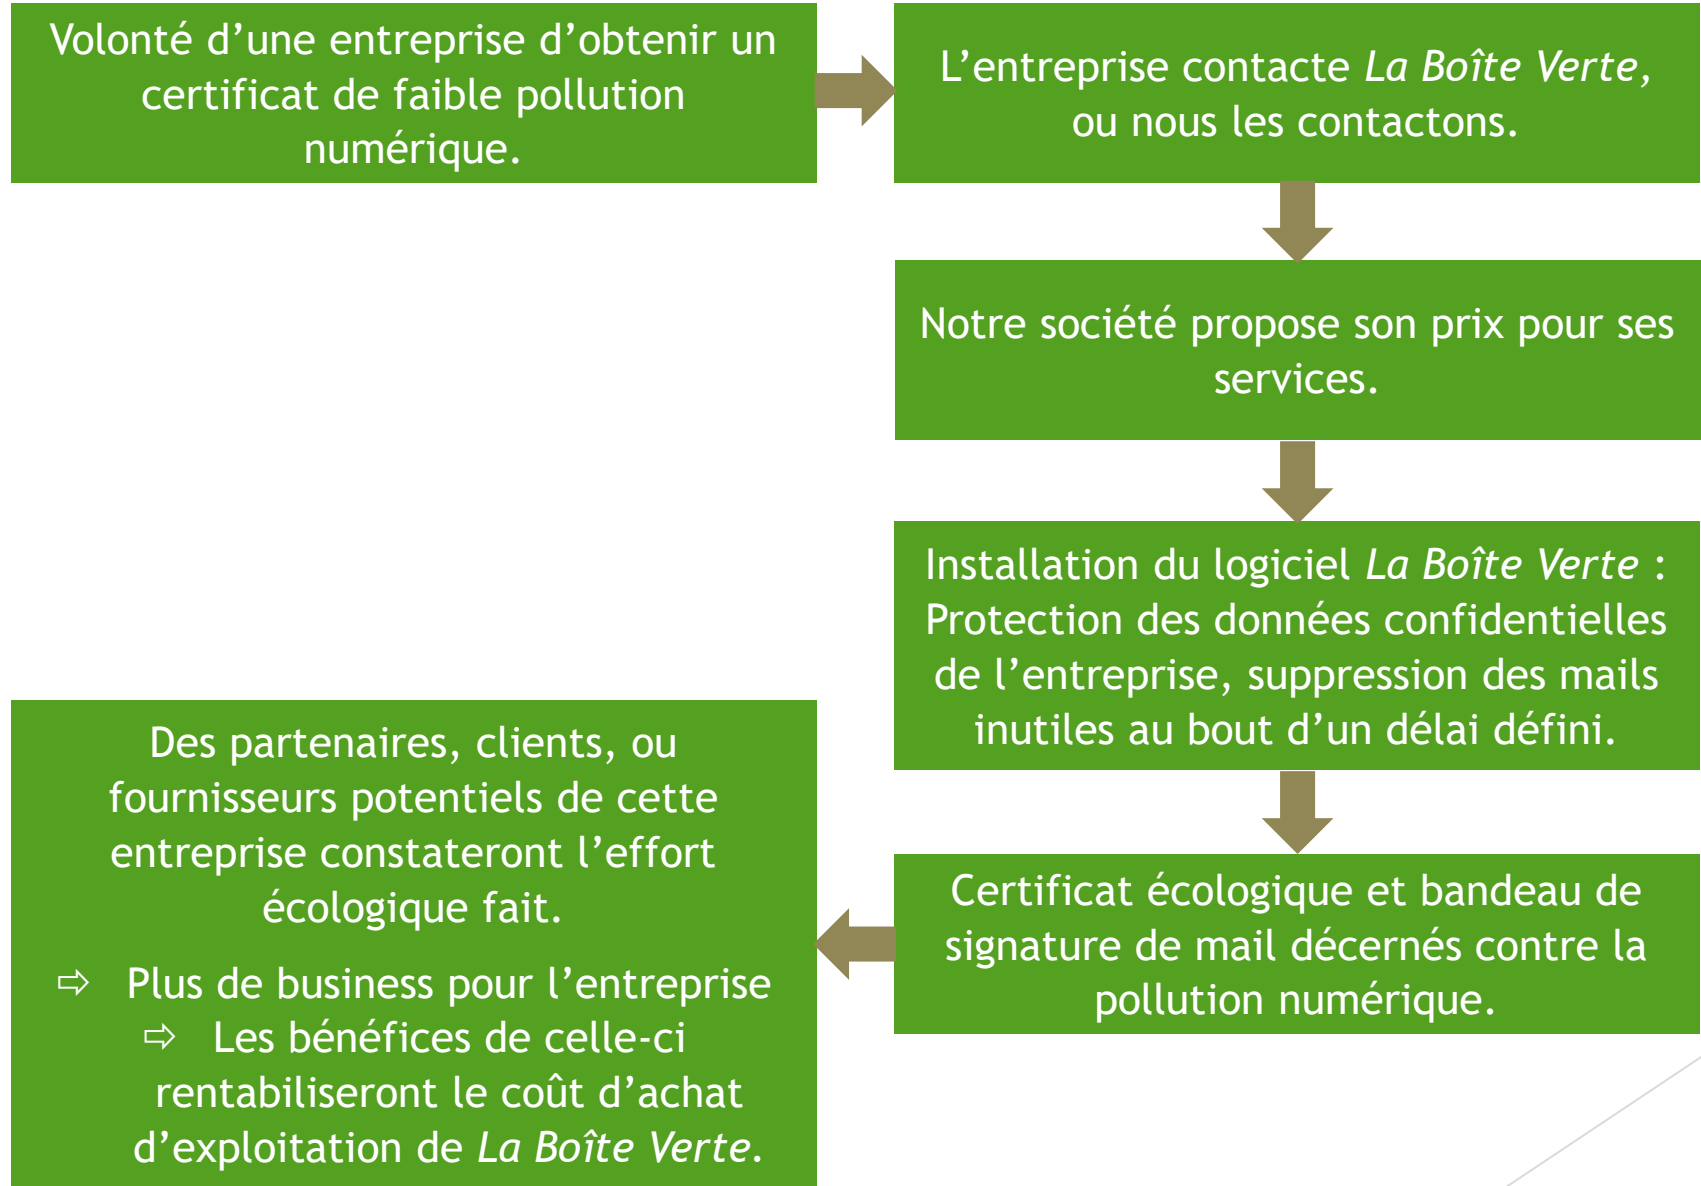 Volonté d’une entreprise d’obtenir un
certificat de faible pollution
numérique.
L’entreprise contacte La Boîte Verte,
ou nous les contactons.
Notre société propose son prix pour ses
services.
Installation du logiciel La Boîte Verte :
Protection des données confidentielles
de l’entreprise, suppression des mails
inutiles au bout d’un délai défini.
Certificat écologique et bandeau de
signature de mail décernés contre la
pollution numérique.
Des partenaires, clients, ou
fournisseurs potentiels de cette
entreprise constateront l’effort
écologique fait.
⇨ Plus de business pour l’entreprise
⇨ Les bénéfices de celle-ci
rentabiliseront le coût d’achat
d’exploitation de La Boîte Verte.